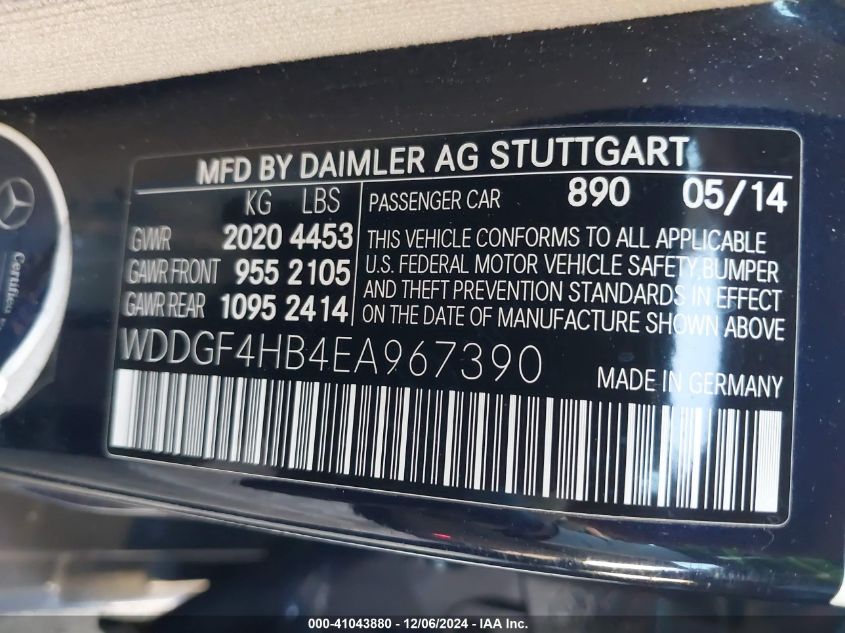 MFD BY DAIMLER AG STUTTGART
KG LBS
GVWR 2020 4453
GAWR FRONT 955 2105
GAWR REAR 1095 2414
PASSENGER CAR 890 05/14
THIS VEHICLE CONFORMS TO ALL APPLICABLE
U.S. FEDERAL MOTOR VEHICLE SAFETY, BUMPER
AND THEFT PREVENTION STANDARDS IN EFFECT
ON THE DATE OF MANUFACTURE SHOWN ABOVE
WDDGF4HB4EA967390
MADE IN GERMANY
Certified
000-41043880 - 12/06/2024 - IAA Inc.